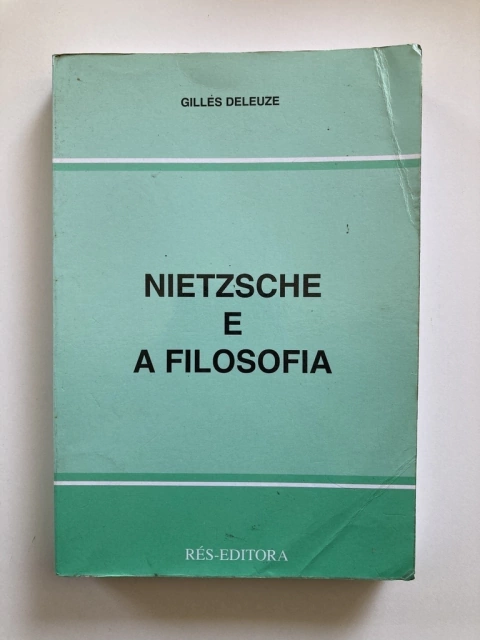 GILLES DELEUZE
NIETZSCHE
E
A FILOSOFIA
RÉS-EDITORA